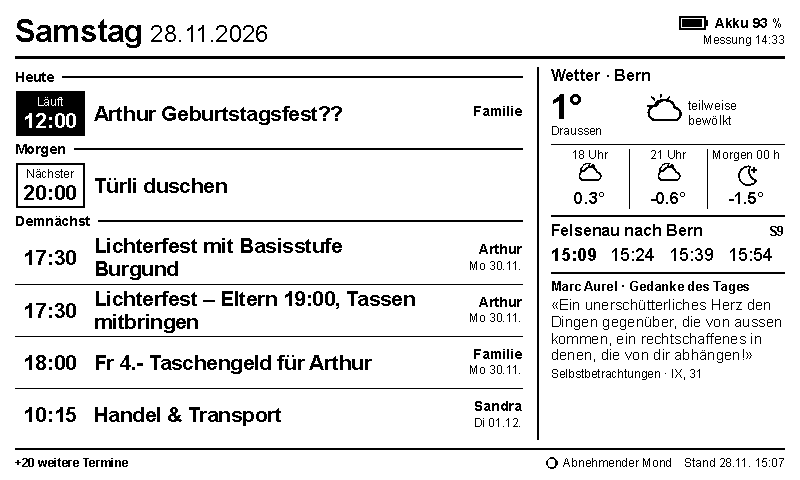 Samstag 28.11.2026
Akku 93 %
Messung 14:33
Heute
Läuft
12:00
Arthur Geburtstagsfest??
Familie
Morgen
Nächster
20:00
Türli duschen
Demnächst
17:30
Lichterfest mit Basisstufe
Burgund
Arthur
Mo 30.11.
17:30
Lichterfest – Eltern 19:00, Tassen
mitbringen
Arthur
Mo 30.11.
18:00
Fr 4.- Taschengeld für Arthur
Familie
Mo 30.11.
10:15
Handel & Transport
Sandra
Di 01.12.
Wetter · Bern
1°
Draussen
teilweise
bewölkt
18 Uhr
0.3°
21 Uhr
-0.6°
Morgen 00 h
-1.5°
Felsenau nach Bern S9
15:09 15:24 15:39 15:54
Marc Aurel · Gedanke des Tages
«Ein unerschütterliches Herz den
Dingen gegenüber, die von aussen
kommen, ein rechtschaffenes in
denen, die von dir abhängen!»
Selbstbetrachtungen · IX, 31
+20 weitere Termine
Abnehmender Mond Stand 28.11. 15:07